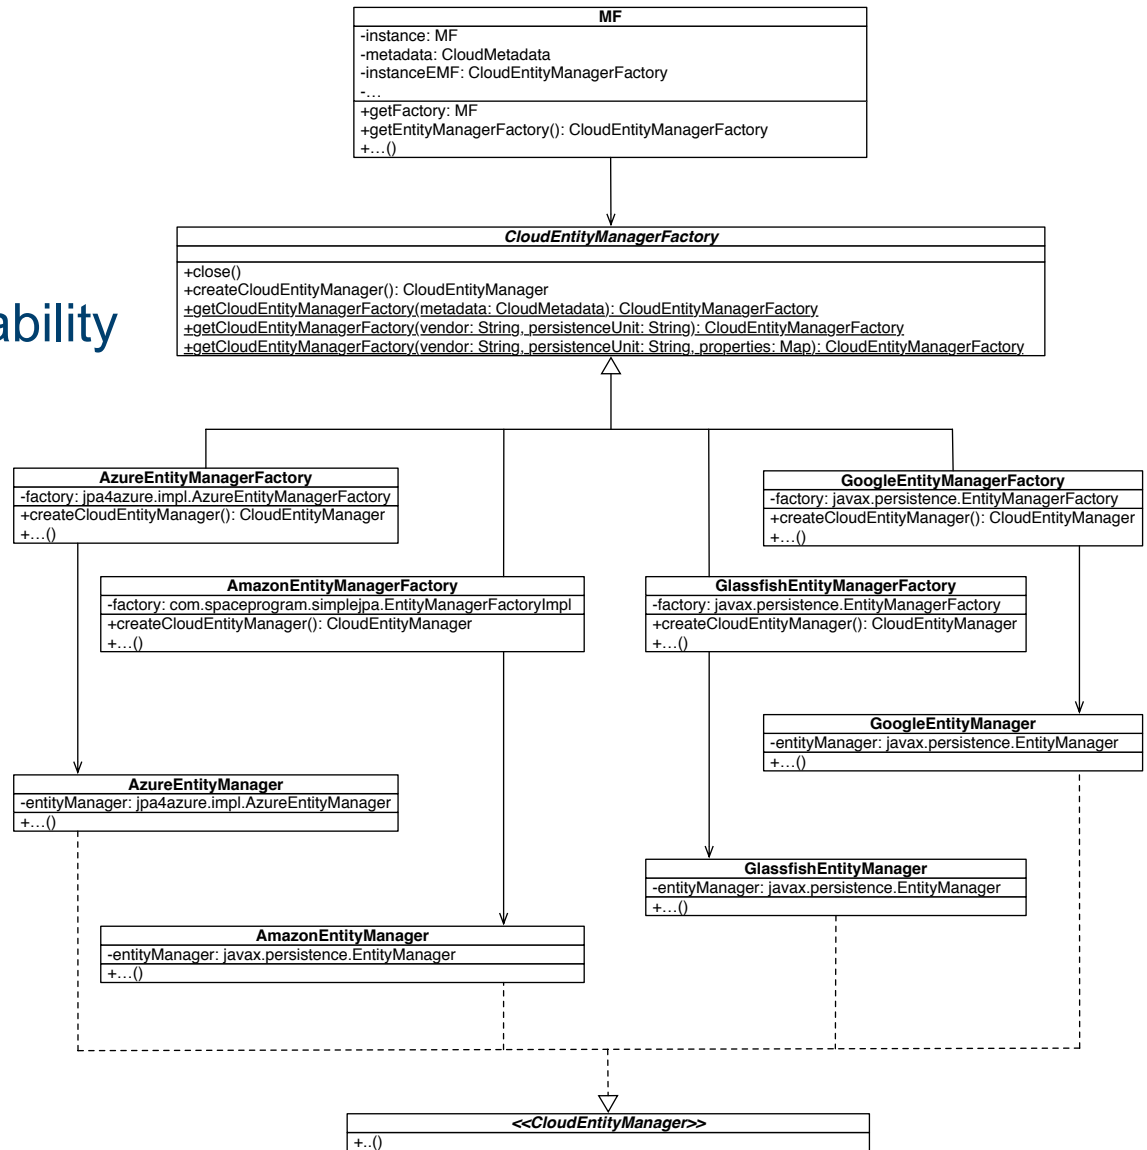 MF
-instance: MF
-metadata: CloudMetadata
-instanceEMF: CloudEntityManagerFactory
-...
+getFactory: MF
+getEntityManagerFactory(): CloudEntityManagerFactory
+...()
ability
CloudEntityManagerFactory
+close()
+createCloudEntityManager(): CloudEntityManager
+getCloudEntityManagerFactory(metadata: CloudMetadata): CloudEntityManagerFactory
+getCloudEntityManagerFactory(vendor: String, persistenceUnit: String): CloudEntityManagerFactory
+getCloudEntityManagerFactory(vendor: String, persistenceUnit: String, properties: Map): CloudEntityManagerFactory
AzureEntityManagerFactory
-factory: jpa4azure.impl.AzureEntityManagerFactory
+createCloudEntityManager(): CloudEntityManager
+...()
GoogleEntityManagerFactory
-factory: javax.persistence.EntityManagerFactory
+createCloudEntityManager(): CloudEntityManager
+...()
AmazonEntityManagerFactory
-factory: com.spaceprogram.simplejpa.EntityManagerFactoryImpl
+createCloudEntityManager(): CloudEntityManager
+...()
GlassfishEntityManagerFactory
-factory: javax.persistence.EntityManagerFactory
+createCloudEntityManager(): CloudEntityManager
+...()
GoogleEntityManager
-entityManager: javax.persistence.EntityManager
+...()
AzureEntityManager
-entityManager: jpa4azure.impl.AzureEntityManager
+...()
GlassfishEntityManager
-entityManager: javax.persistence.EntityManager
+...()
AmazonEntityManager
-entityManager: javax.persistence.EntityManager
+...()
<<CloudEntityManager>>
+..()